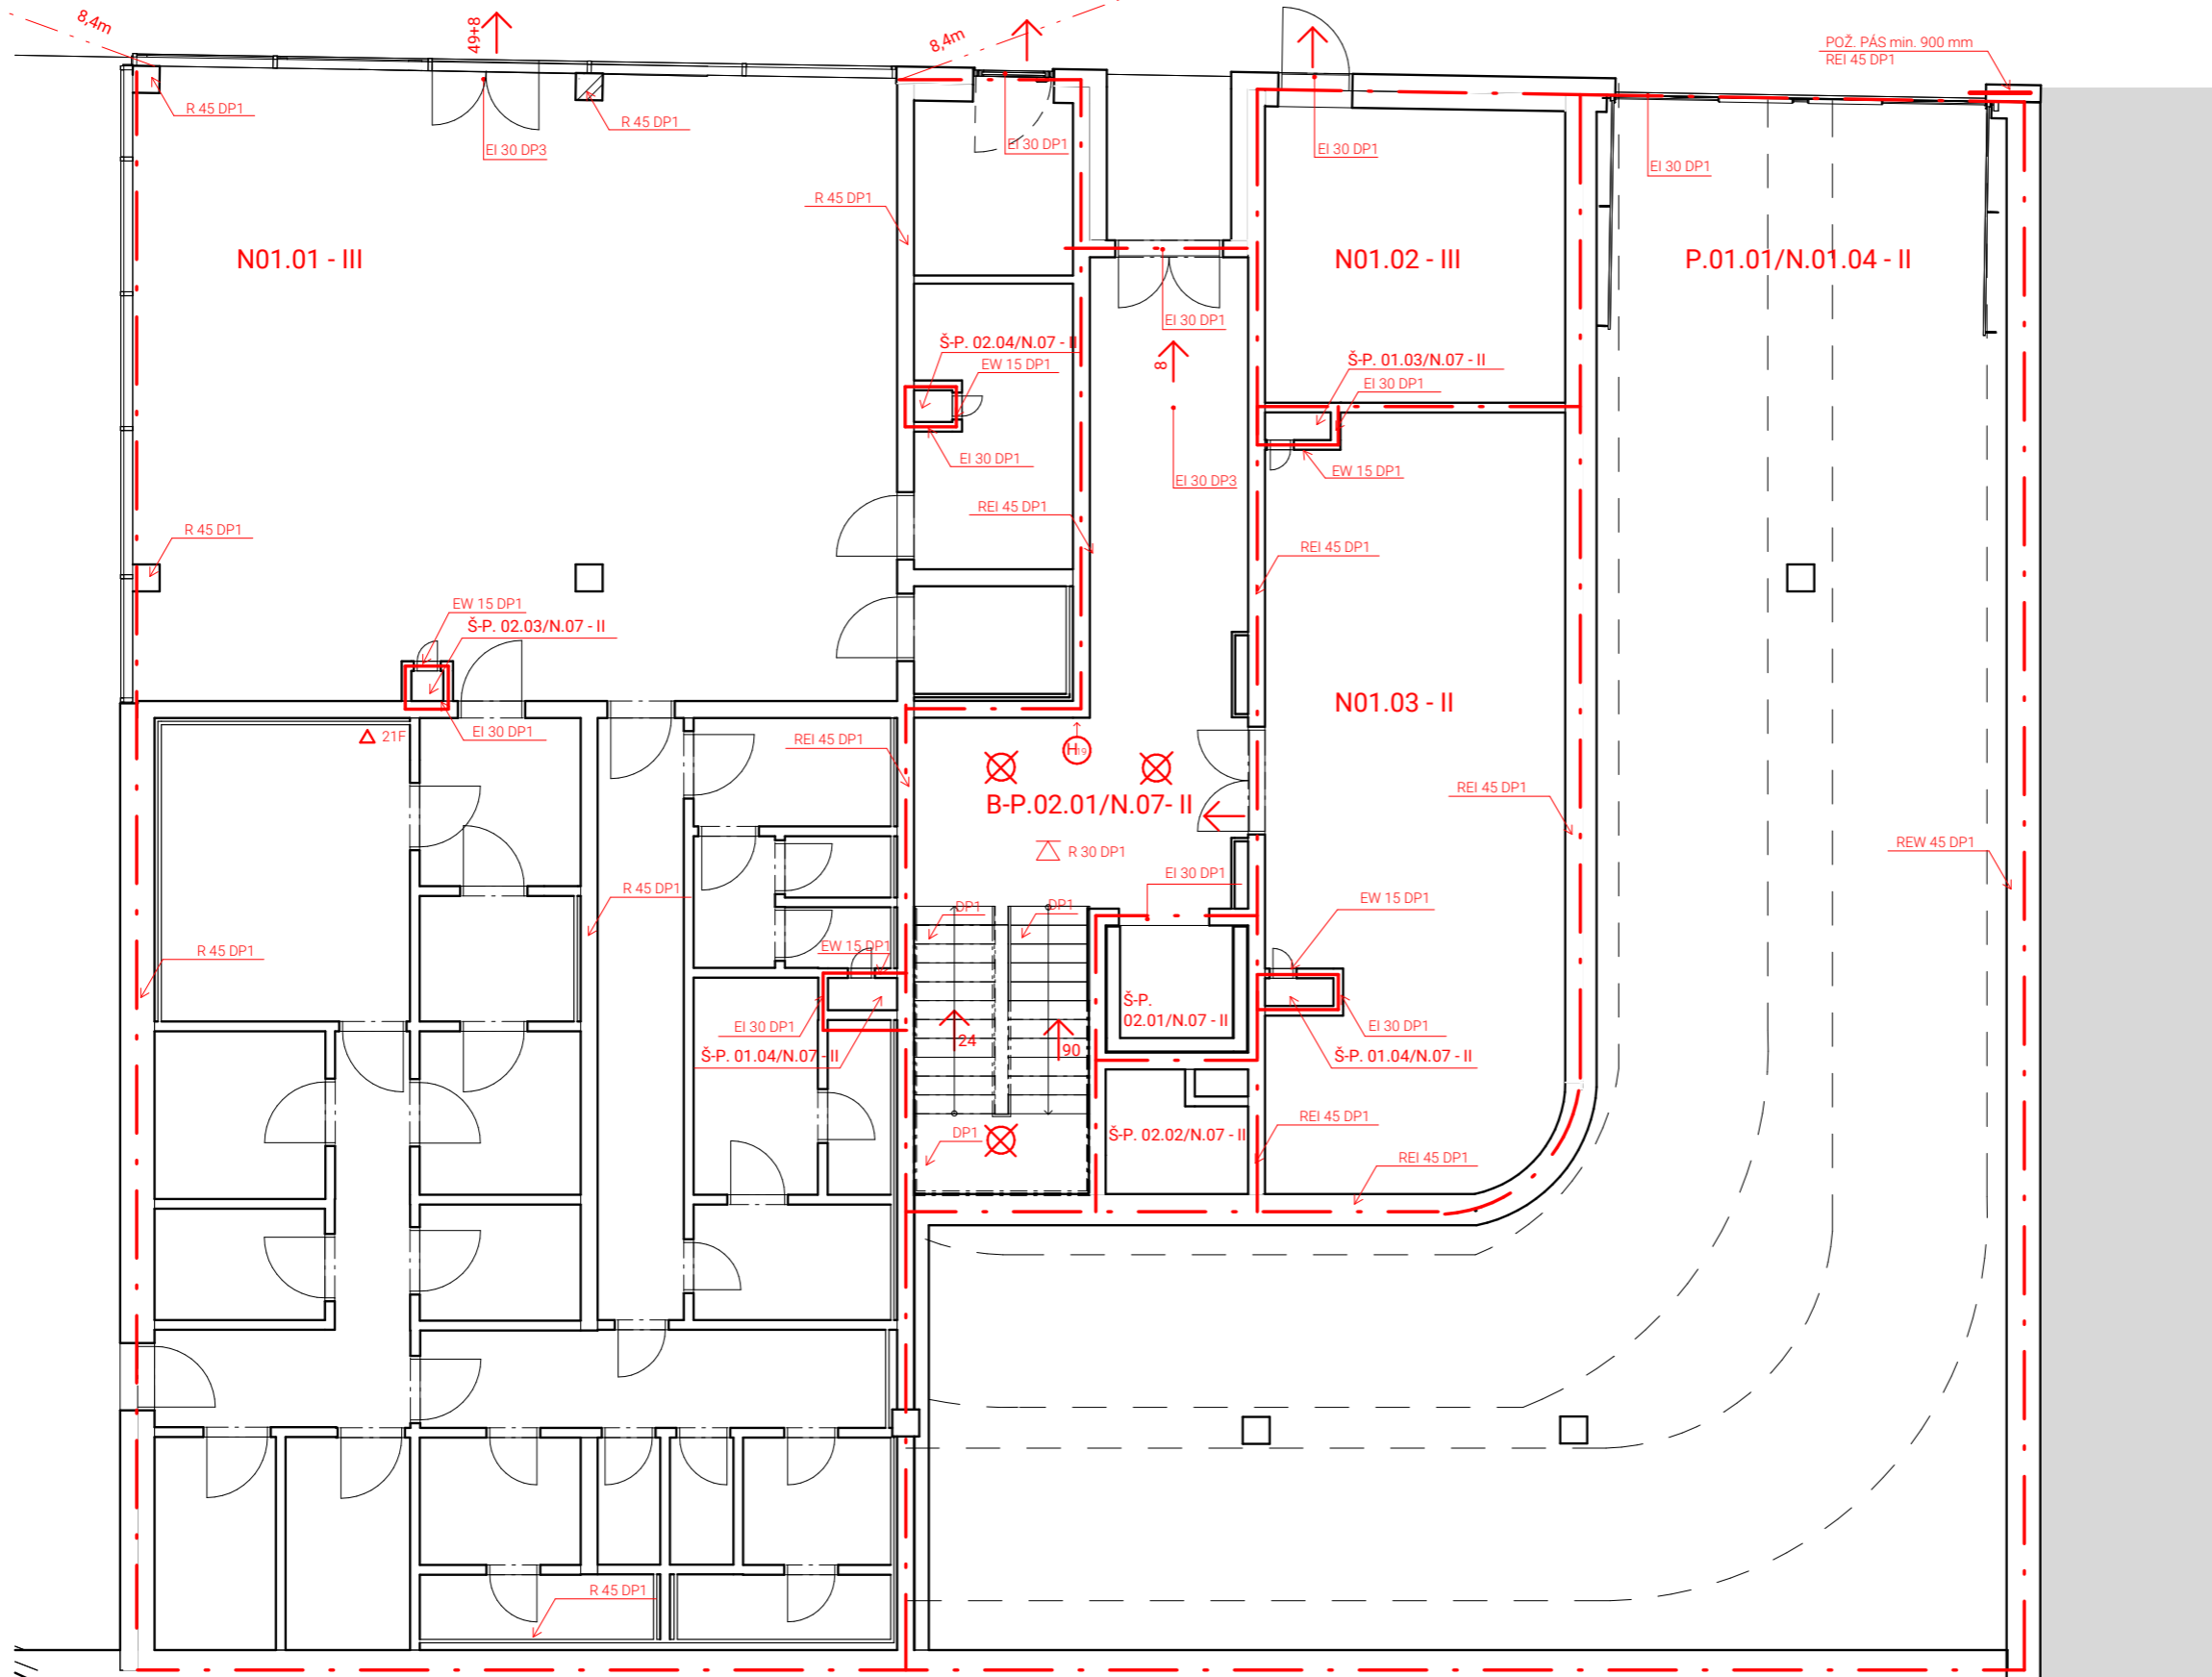 8,4m
49+8
8,4m
POŽ. PÁS min. 900 mm
REI 45 DP1
R 45 DP1
R 45 DP1
EI 30 DP3
EI 30 DP1
EI 30 DP1
EI 30 DP1
R 45 DP1
N01.01 - III
N01.02 - III
P.01.01/N.01.04 - II
EI 30 DP1
Š-P. 02.04/N.07 - II
EW 15 DP1
8
Š-P. 01.03/N.07 - II
EI 30 DP1
EI 30 DP1
EW 15 DP1
EI 30 DP3
REI 45 DP1
R 45 DP1
REI 45 DP1
EW 15 DP1
Š-P. 02.03/N.07 - II
N01.03 - II
21F
EI 30 DP1
REI 45 DP1
H19
B-P.02.01/N.07- II
REI 45 DP1
REW 45 DP1
R 30 DP1
EI 30 DP1
R 45 DP1
EW 15 DP1
DP1
DP1
R 45 DP1
EW 15 DP1
Š-P.
02.01/N.07 - II
EI 30 DP1
24
90
EI 30 DP1
Š-P. 01.04/N.07 - II
Š-P. 01.04/N.07 - II
REI 45 DP1
DP1
Š-P. 02.02/N.07 - II
REI 45 DP1
R 45 DP1